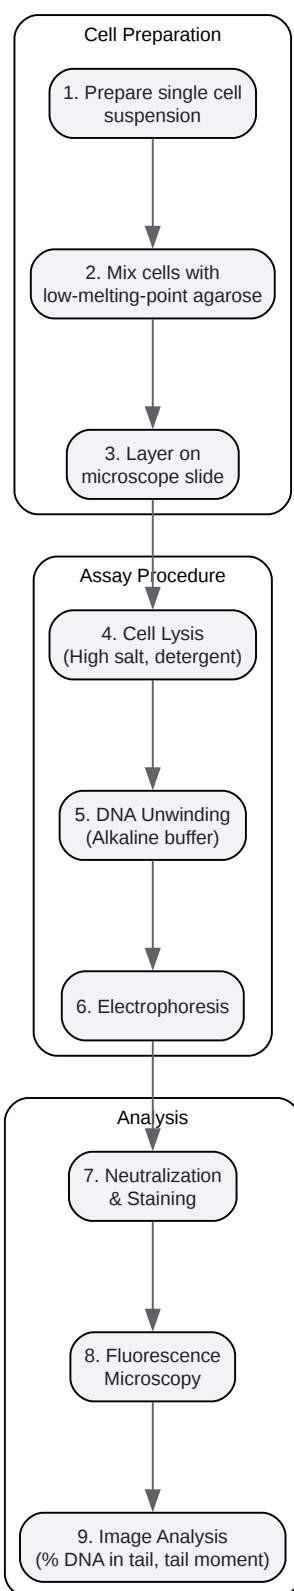 Cell Preparation
1. Prepare single cell
suspension
2. Mix cells with
low-melting-point agarose
3. Layer on
microscope slide
Assay Procedure
4. Cell Lysis
(High salt, detergent)
5. DNA Unwinding
(Alkaline buffer)
6. Electrophoresis
Analysis
7. Neutralization
& Staining
8. Fluorescence
Microscopy
9. Image Analysis
(% DNA in tail, tail moment)